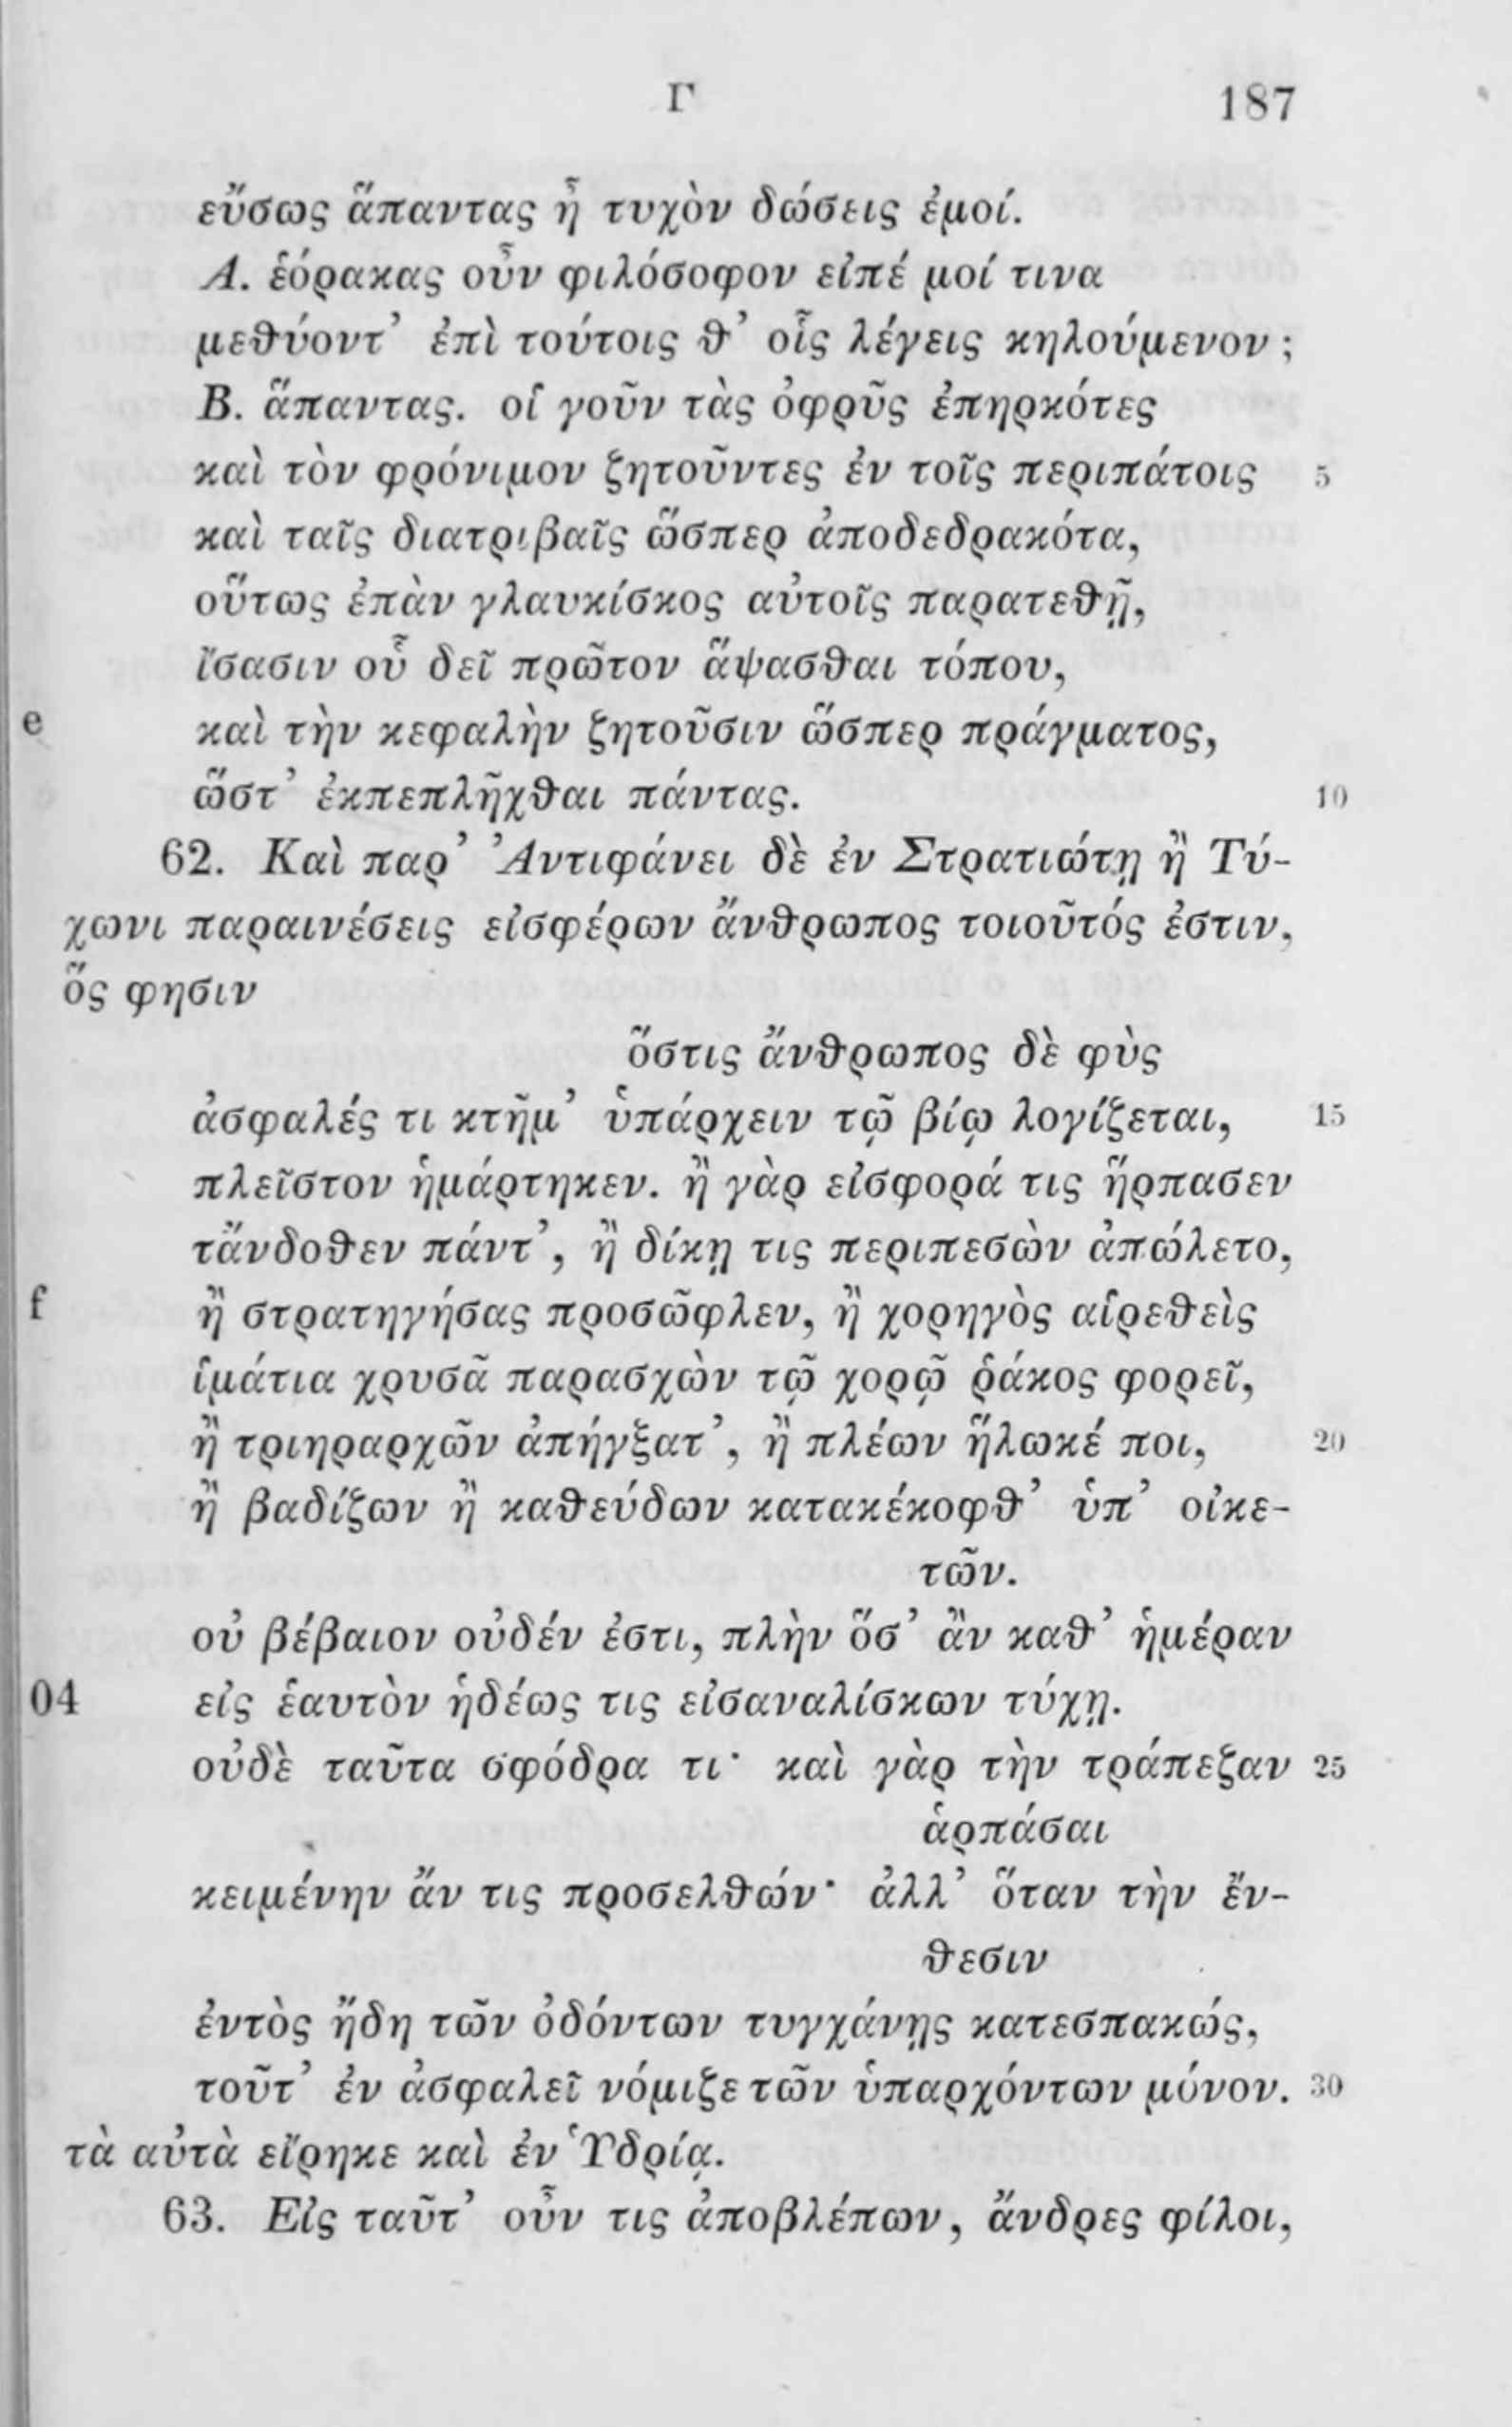 Γ 187
εύσως ἅπαντας ἢ τυχὸν δώσεις ἐμοί.
Α. ἑόρακας οὖν φιλόσοφον εἰπέ μοί τινα
μεθύοντ’ ἐπὶ τούτοις θ’ οἷς λέγεις κηλούμενον;
Β. ἅπαντας. οἱ γοῦν τὰς ὀφρῦς ἐπηρκότες
καὶ τὸν φρόνιμον ζητοῦντες ἐν τοῖς περιπάτοις 5
καὶ ταῖς διατριβαῖς ὥσπερ ἀποδεδρακότα,
οὕτως ἐπὰν γλαυκίσκος αὐτοῖς παρατεθῇ,
ἴσασιν οὗ δεῖ πρῶτον ἅψασθαι τόπου,
e καὶ τὴν κεφαλὴν ζητοῦσιν ὥσπερ πράγματος,
ὥστ’ ἐκπεπλῆχθαι πάντας. 10
62. Καὶ παρ’ Ἀντιφάνει δὲ ἐν Στρατιώτῃ ἢ Τύ-
χωνι παραινέσεις εἰσφέρων ἄνθρωπος τοιοῦτός ἐστιν,
ὅς φησιν
ὅστις ἄνθρωπος δὲ φὺς
ἀσφαλές τι κτῆμ’ ὑπάρχειν τῷ βίῳ λογίζεται, 15
πλεῖστον ἡμάρτηκεν. ἢ γὰρ εἰσφορά τις ἥρπασεν
τἄνδοθεν πάντ’, ἢ δίκῃ τις περιπεσὼν ἀπώλετο,
f ἢ στρατηγήσας προσῶφλεν, ἢ χορηγὸς αἱρεθεὶς
ἱμάτια χρυσᾶ παρασχὼν τῷ χορῷ ῥάκος φορεῖ,
ἢ τριηραρχῶν ἀπήγξατ’, ἢ πλέων ἥλωκέ ποι, 20
ἢ βαδίζων ἢ καθεύδων κατακέκοφθ’ ὑπ’ οἰκε-
τῶν.
οὐ βέβαιον οὐδέν ἐστι, πλὴν ὅσ’ ἂν καθ’ ἡμέραν
04 εἰς ἑαυτὸν ἡδέως τις εἰσαναλίσκων τύχῃ.
οὐδὲ ταῦτα σφόδρα τι· καὶ γὰρ τὴν τράπεζαν 25
ἁρπάσαι
κειμένην ἄν τις προσελθών· ἀλλ’ ὅταν τὴν ἔν-
θεσιν
ἐντὸς ἤδη τῶν ὀδόντων τυγχάνῃς κατεσπακώς,
τοῦτ’ ἐν ἀσφαλεῖ νόμιζε τῶν ὑπαρχόντων μόνον. 30
τὰ αὐτὰ εἴρηκε καὶ ἐν Ὑδρίᾳ.
63. Εἰς ταῦτ’ οὖν τις ἀποβλέπων, ἄνδρες φίλοι,